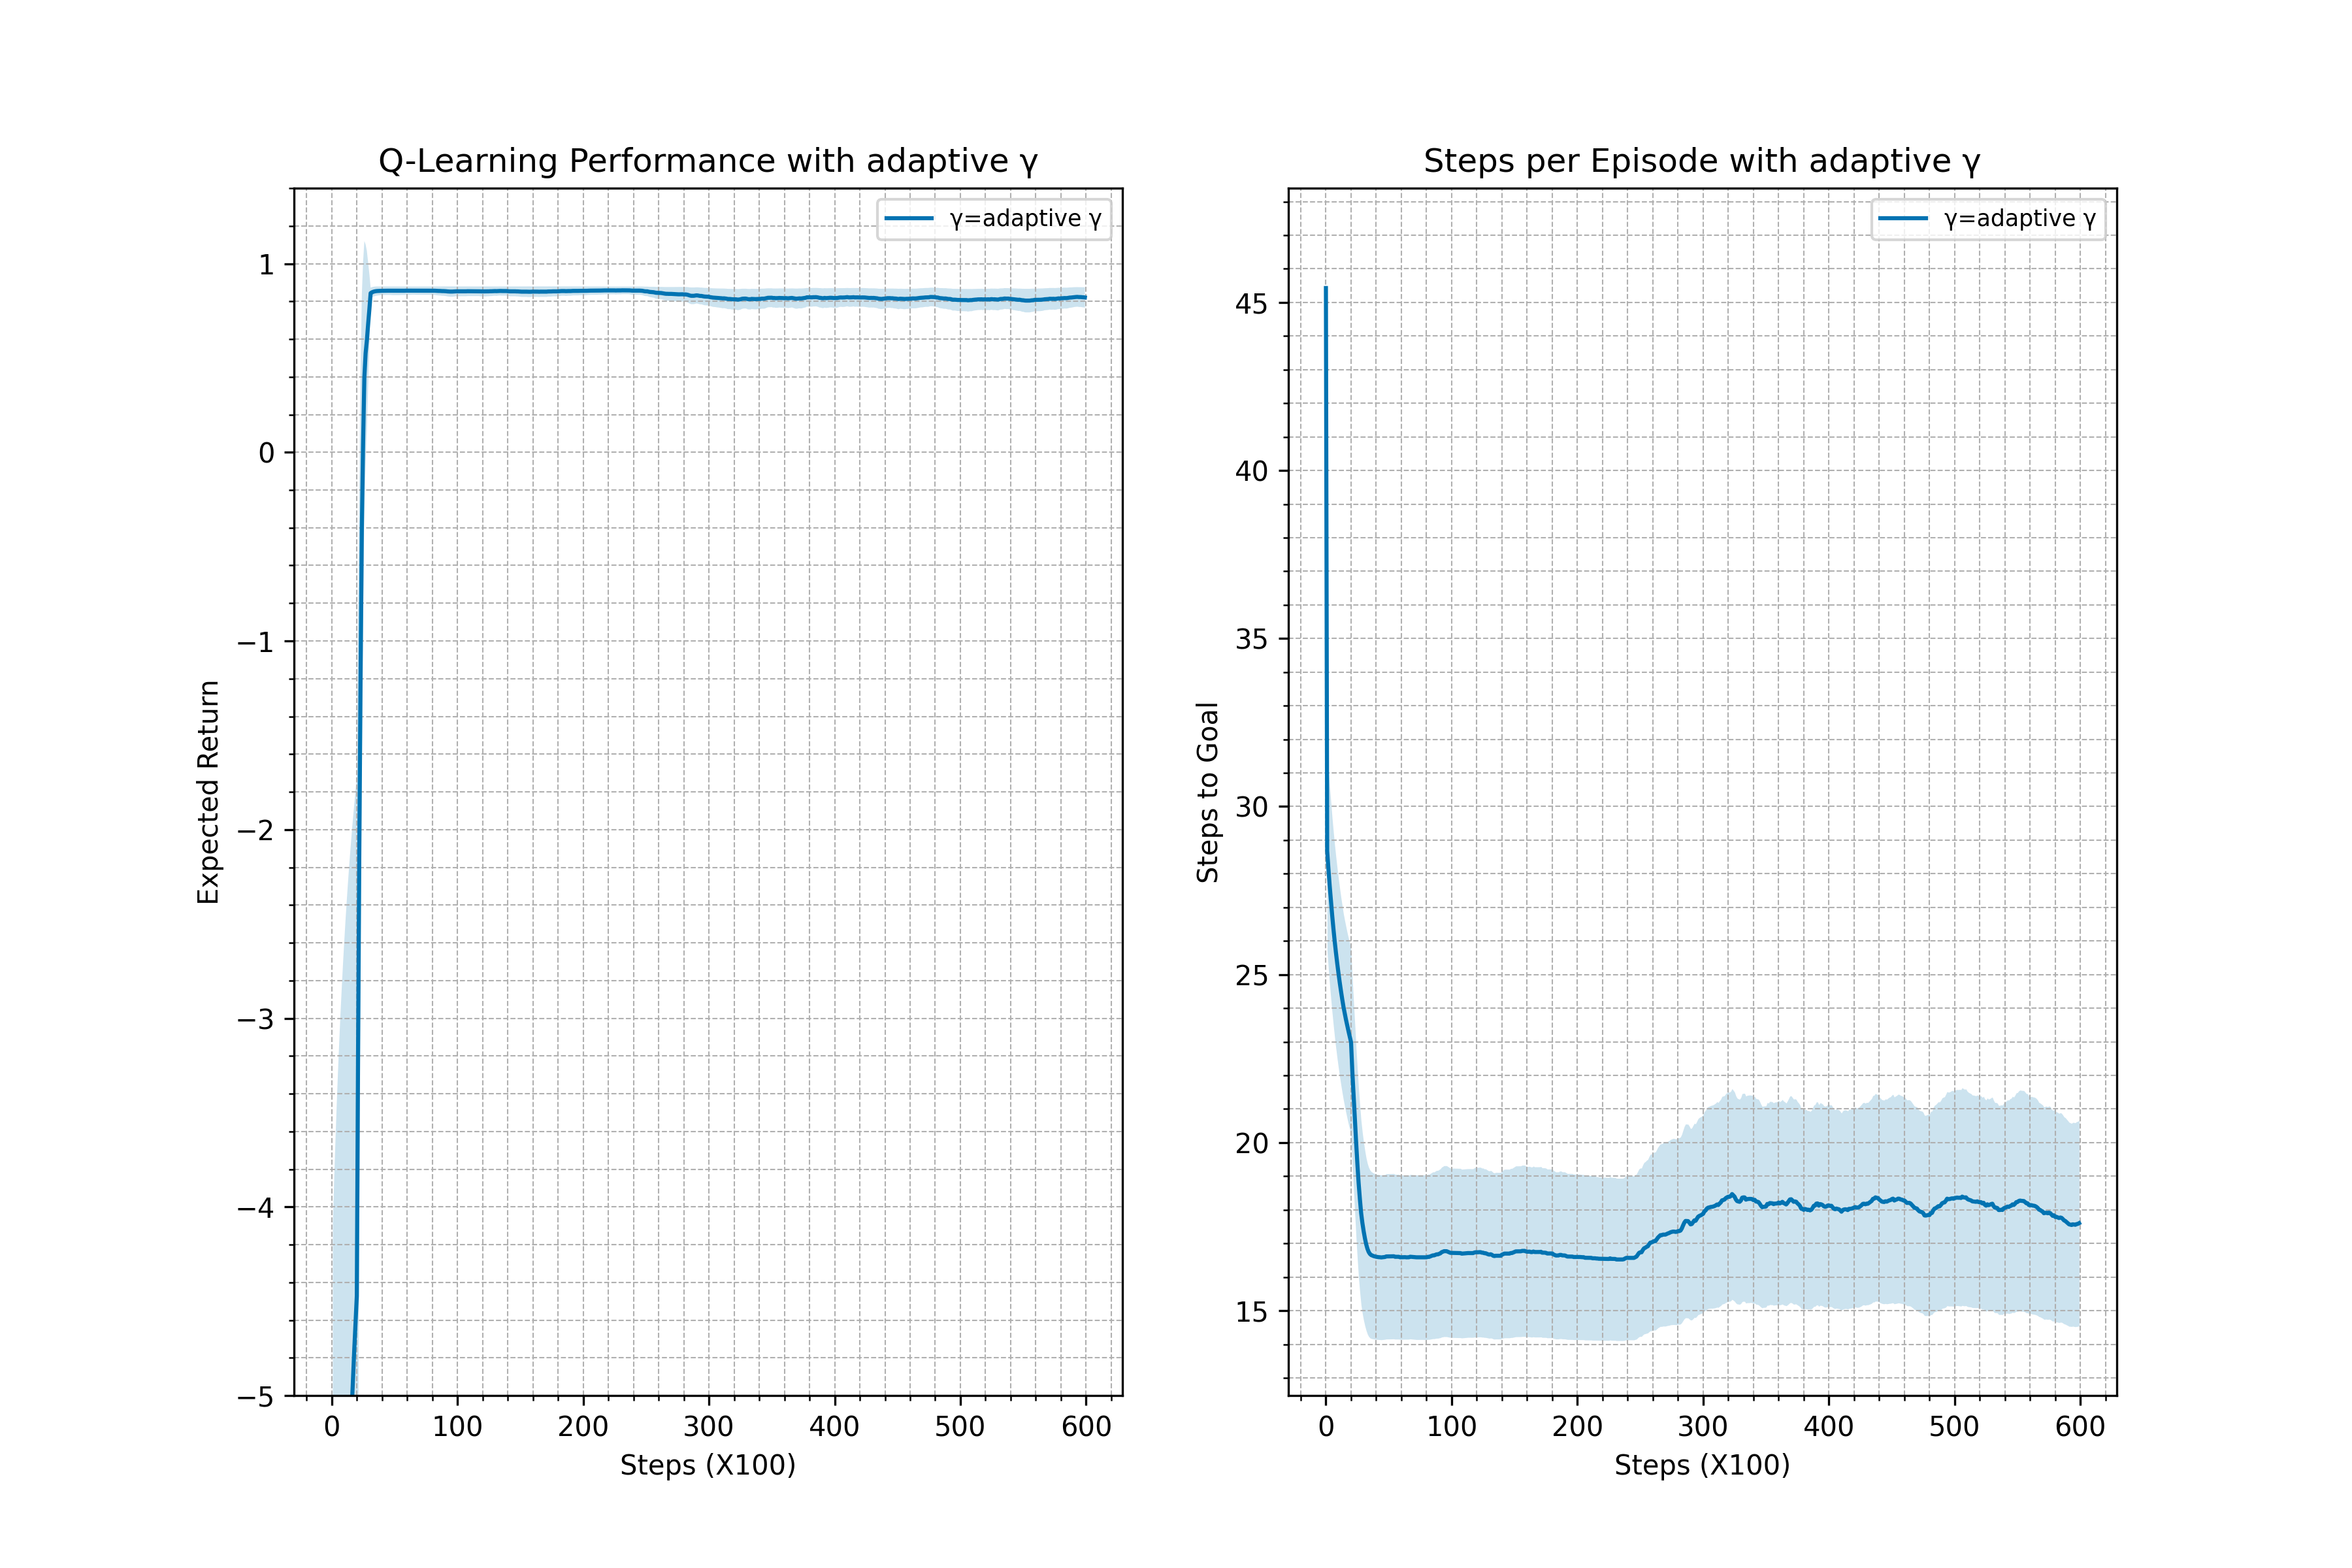 Q-Learning Performance with adaptive γ
γ=adaptive γ
1
0
−1
−2
−3
−4
−5
Expected Return
0 100 200 300 400 500 600
Steps (X100)
Steps per Episode with adaptive γ
γ=adaptive γ
45
40
35
30
25
20
15
Steps to Goal
0 100 200 300 400 500 600
Steps (X100)